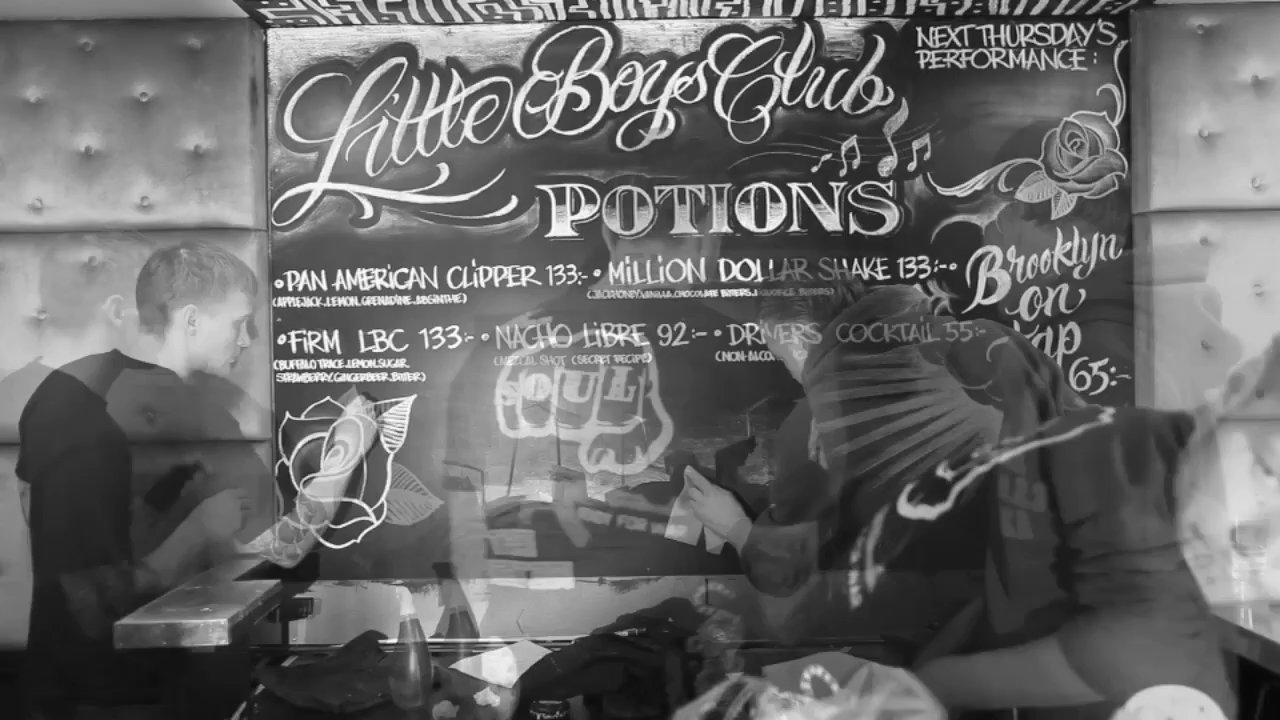 Little Boys Club
POTIONS
NEXT THURSDAY'S
PERFORMANCE:
•PAN AMERICAN CLIPPER 133:- •MILLION DOLLAR SHAKE 133:-•
(APPLEJACK.LEMON.GRENADINE.ABSINTHE)
•FIRM LBC 133:- •NACHO LIBRE 92:- •DRIVERS COCKTAIL 55:-
(BUFFALO TRACE.LEMON.SUGAR.
STRAWBERRY.GINGERBEER.BITTER)
(MEZCAL SHOT (SECRET RECIPE)
Brooklyn
on
tap
65:-
SOUL